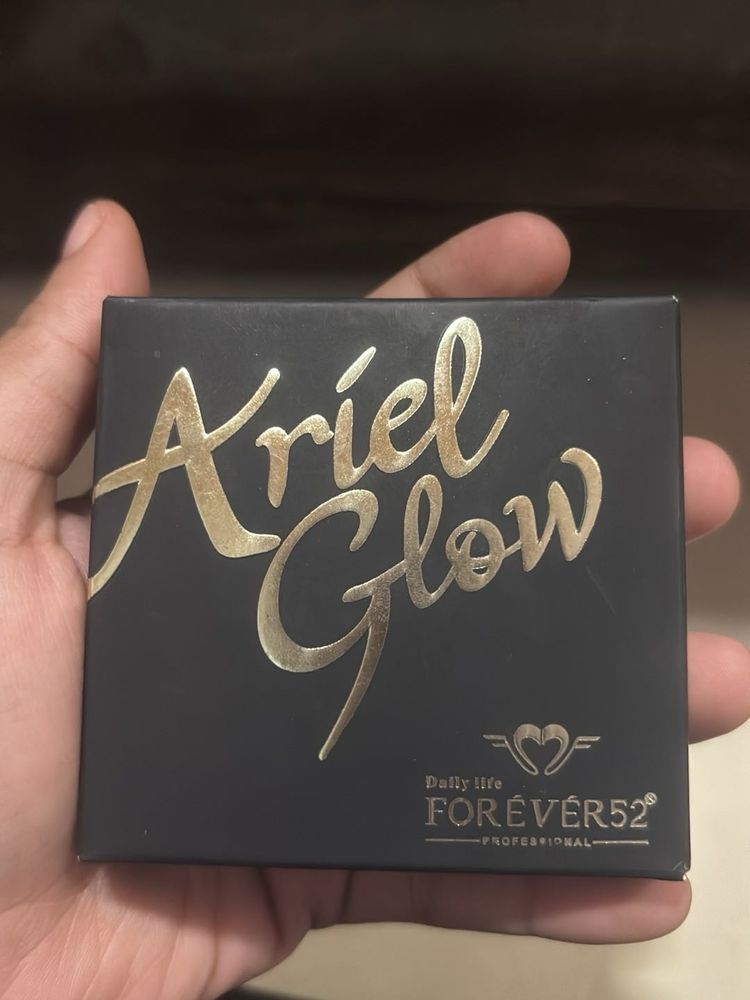 Ariel
Glow
Daily life
FORÉVÉR52®
PROFESSIONAL